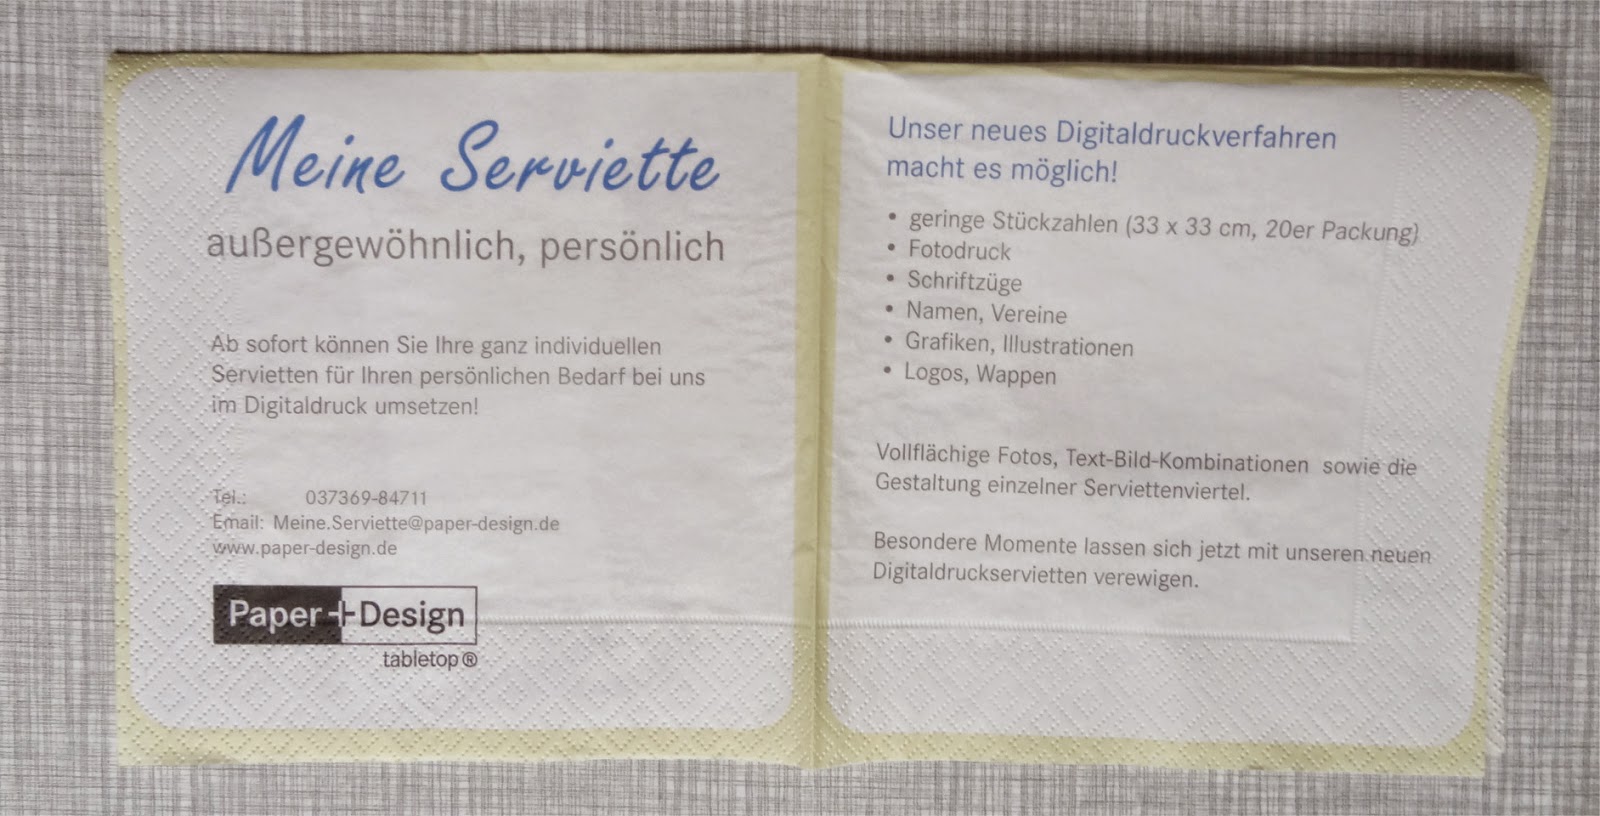 Meine Serviette
außergewöhnlich, persönlich
Ab sofort können Sie Ihre ganz individuellen
Servietten für Ihren persönlichen Bedarf bei uns
im Digitaldruck umsetzen!
Tel.: 037369-84711
Email: Meine.Serviette@paper-design.de
www.paper-design.de
Paper+Design
tabletop®
Unser neues Digitaldruckverfahren
macht es möglich!
• geringe Stückzahlen (33 x 33 cm, 20er Packung)
• Fotodruck
• Schriftzüge
• Namen, Vereine
• Grafiken, Illustrationen
• Logos, Wappen
Vollflächige Fotos, Text-Bild-Kombinationen sowie die
Gestaltung einzelner Serviettenviertel.
Besondere Momente lassen sich jetzt mit unseren neuen
Digitaldruckservietten verewigen.